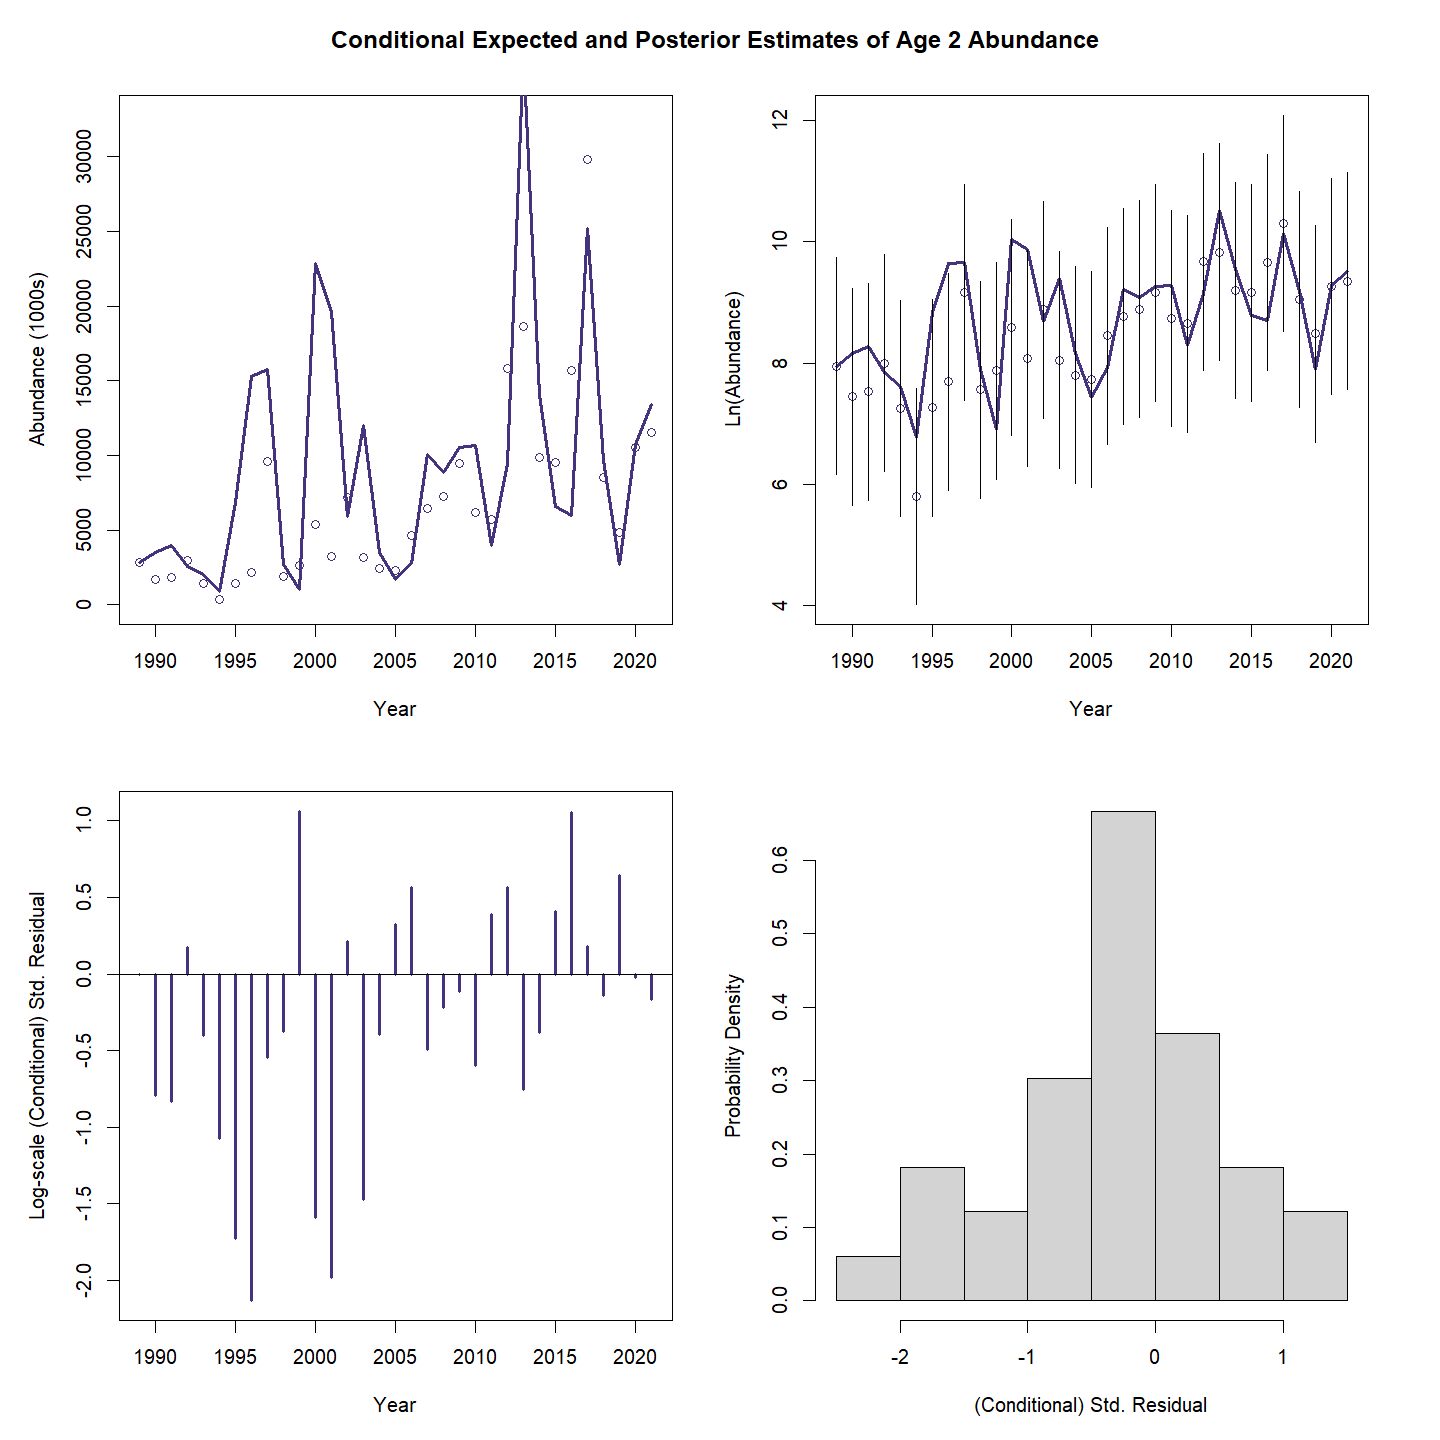 Conditional Expected and Posterior Estimates of Age 2 Abundance
Abundance (1000s)
30000
25000
20000
15000
10000
5000
0
1990 1995 2000 2005 2010 2015 2020
Year
Ln(Abundance)
12
10
8
6
4
1990 1995 2000 2005 2010 2015 2020
Year
Log-scale (Conditional) Std. Residual
1.0
0.5
0.0
-0.5
-1.0
-1.5
-2.0
1990 1995 2000 2005 2010 2015 2020
Year
Probability Density
0.6
0.5
0.4
0.3
0.2
0.1
0.0
-2 -1 0 1
(Conditional) Std. Residual